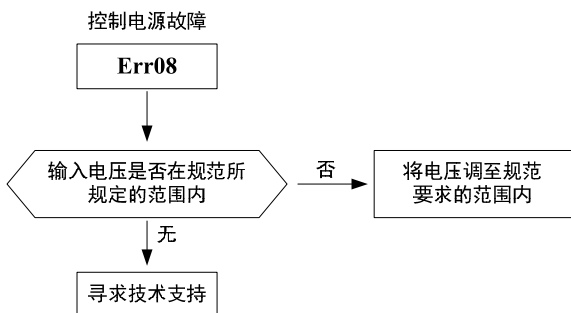 控制电源故障
Err08
输入电压是否在规范所
规定的范围内
否
将电压调至规范
要求的范围内
无
寻求技术支持